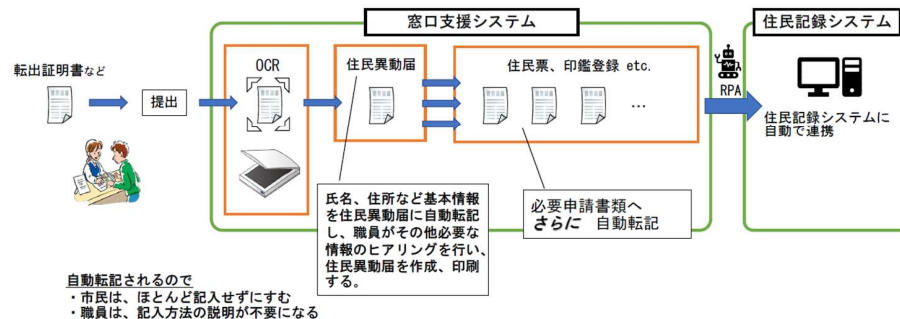 窓口支援システム
住民記録システム
転出証明書など
提出
OCR
住民異動届
住民票、印鑑登録 etc.
…
RPA
住民記録システムに
自動で連携
氏名、住所など基本情報
を住民異動届に自動転記
し、職員がその他必要な
情報のヒアリングを行い、
住民異動届を作成、印刷
する。
必要申請書類へ
さらに 自動転記
自動転記されるので
・市民は、ほとんど記入せずにすむ
・職員は、記入方法の説明が不要になる